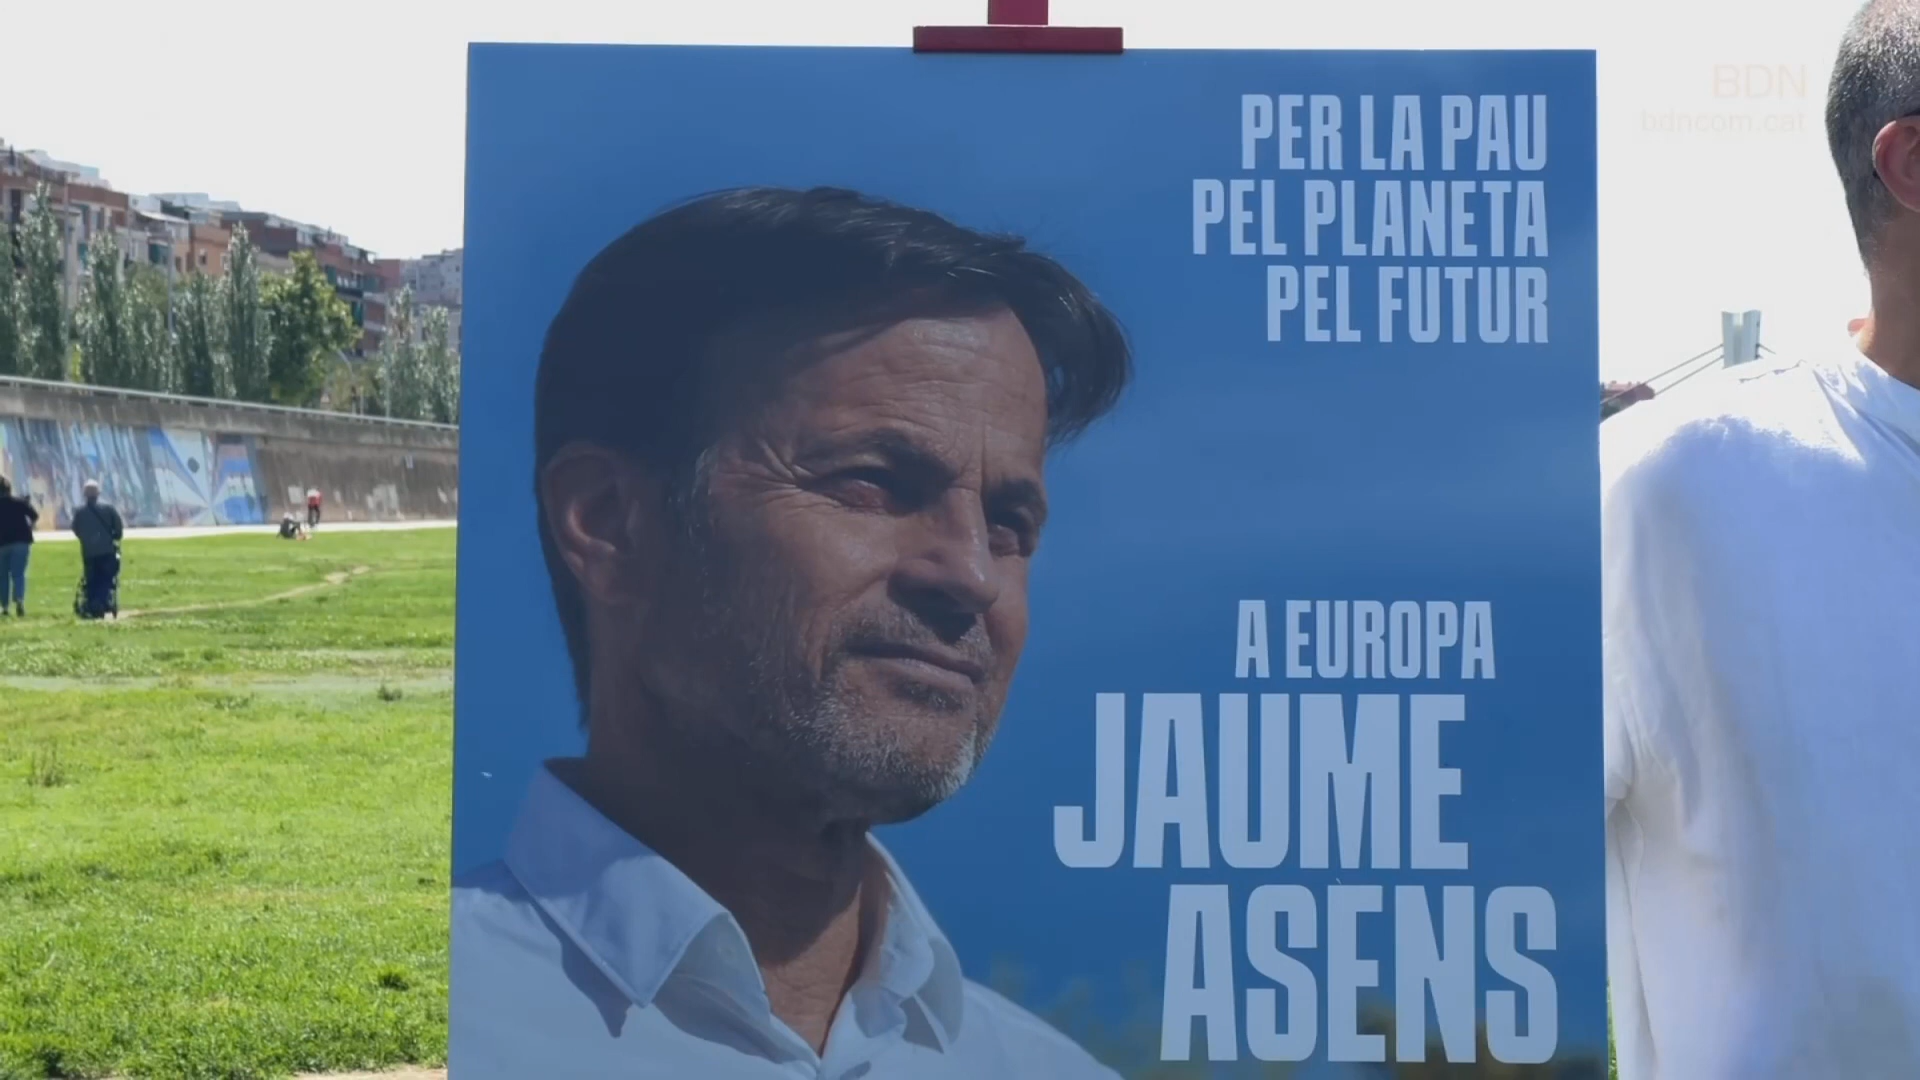 BDN
bdncom.cat
PER LA PAU
PEL PLANETA
PEL FUTUR
A EUROPA
JAUME
ASENS